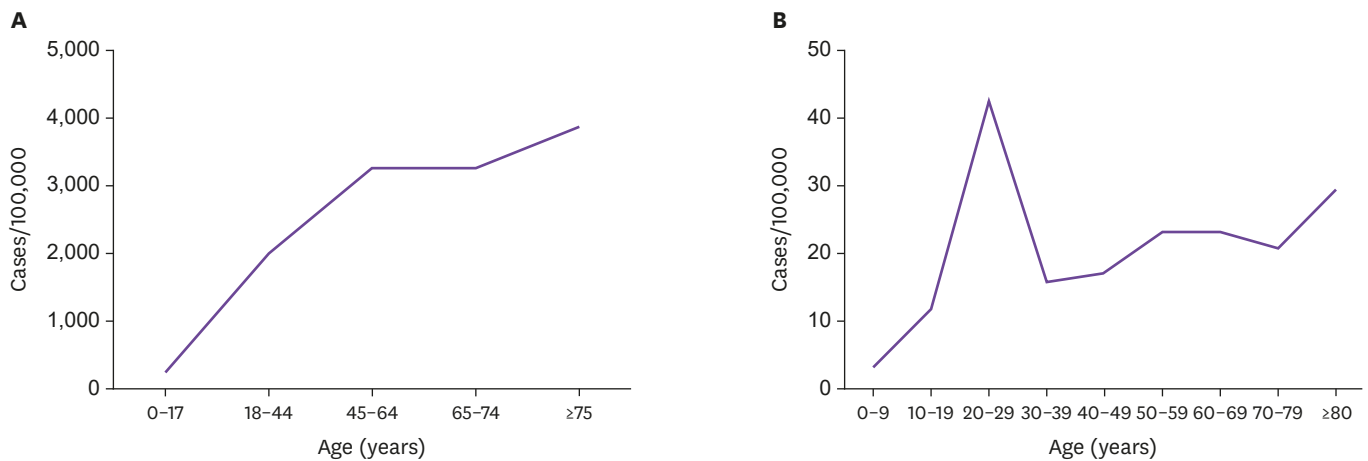 A
5,000
4,000
3,000
2,000
1,000
0
Cases/100,000
0–17 18–44 45–64 65–74 ≥75
Age (years)
B
50
40
30
20
10
0
Cases/100,000
0–9 10–19 20–29 30–39 40–49 50–59 60–69 70–79 ≥80
Age (years)